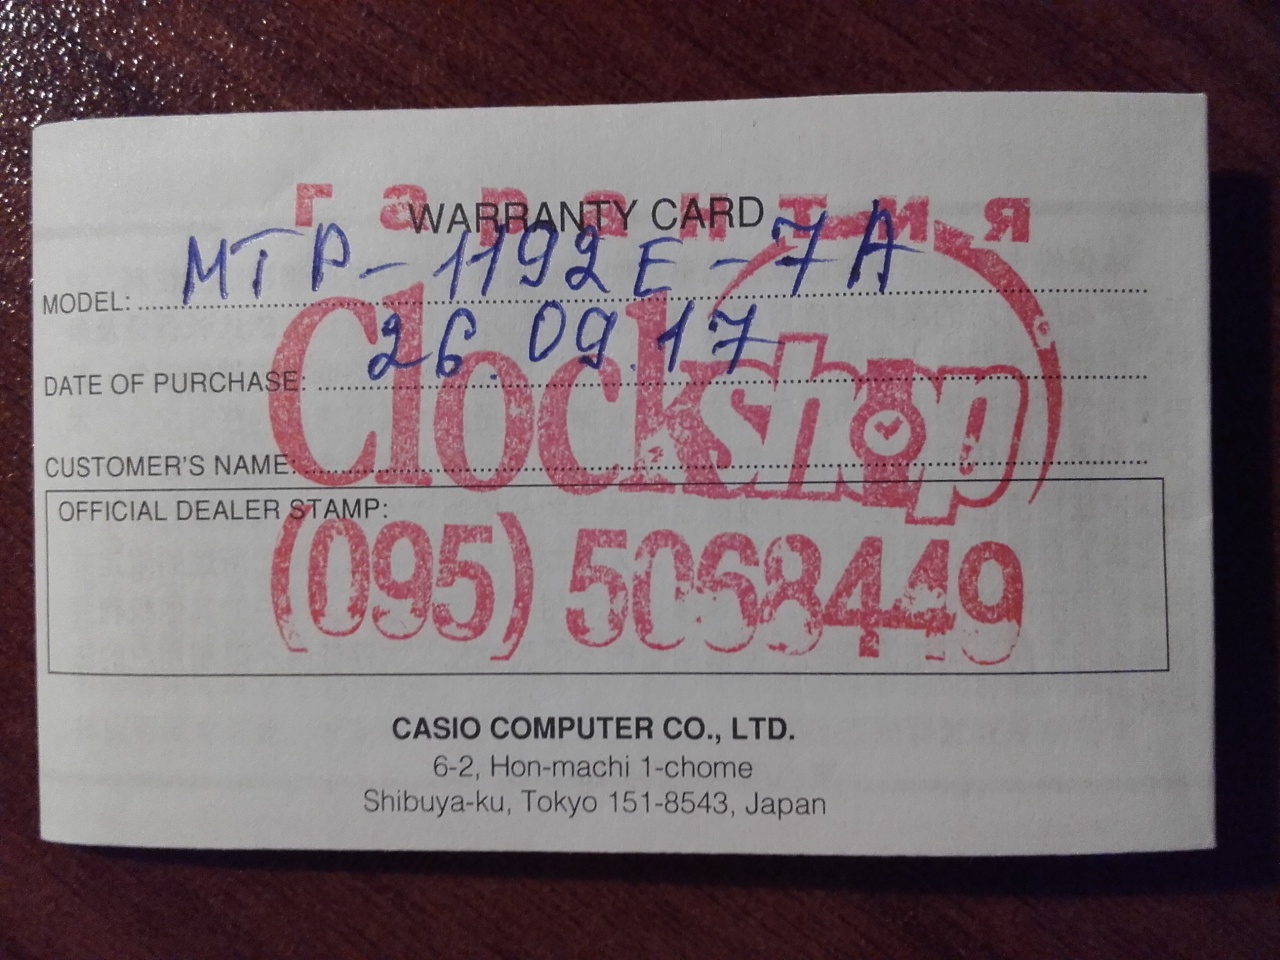 гарантия
WARRANTY CARD
MODEL: MTP-1192E-7A
DATE OF PURCHASE: 26.09.17
Clockshop
CUSTOMER'S NAME:
OFFICIAL DEALER STAMP:
(095) 5068449
CASIO COMPUTER CO., LTD.
6-2, Hon-machi 1-chome
Shibuya-ku, Tokyo 151-8543, Japan